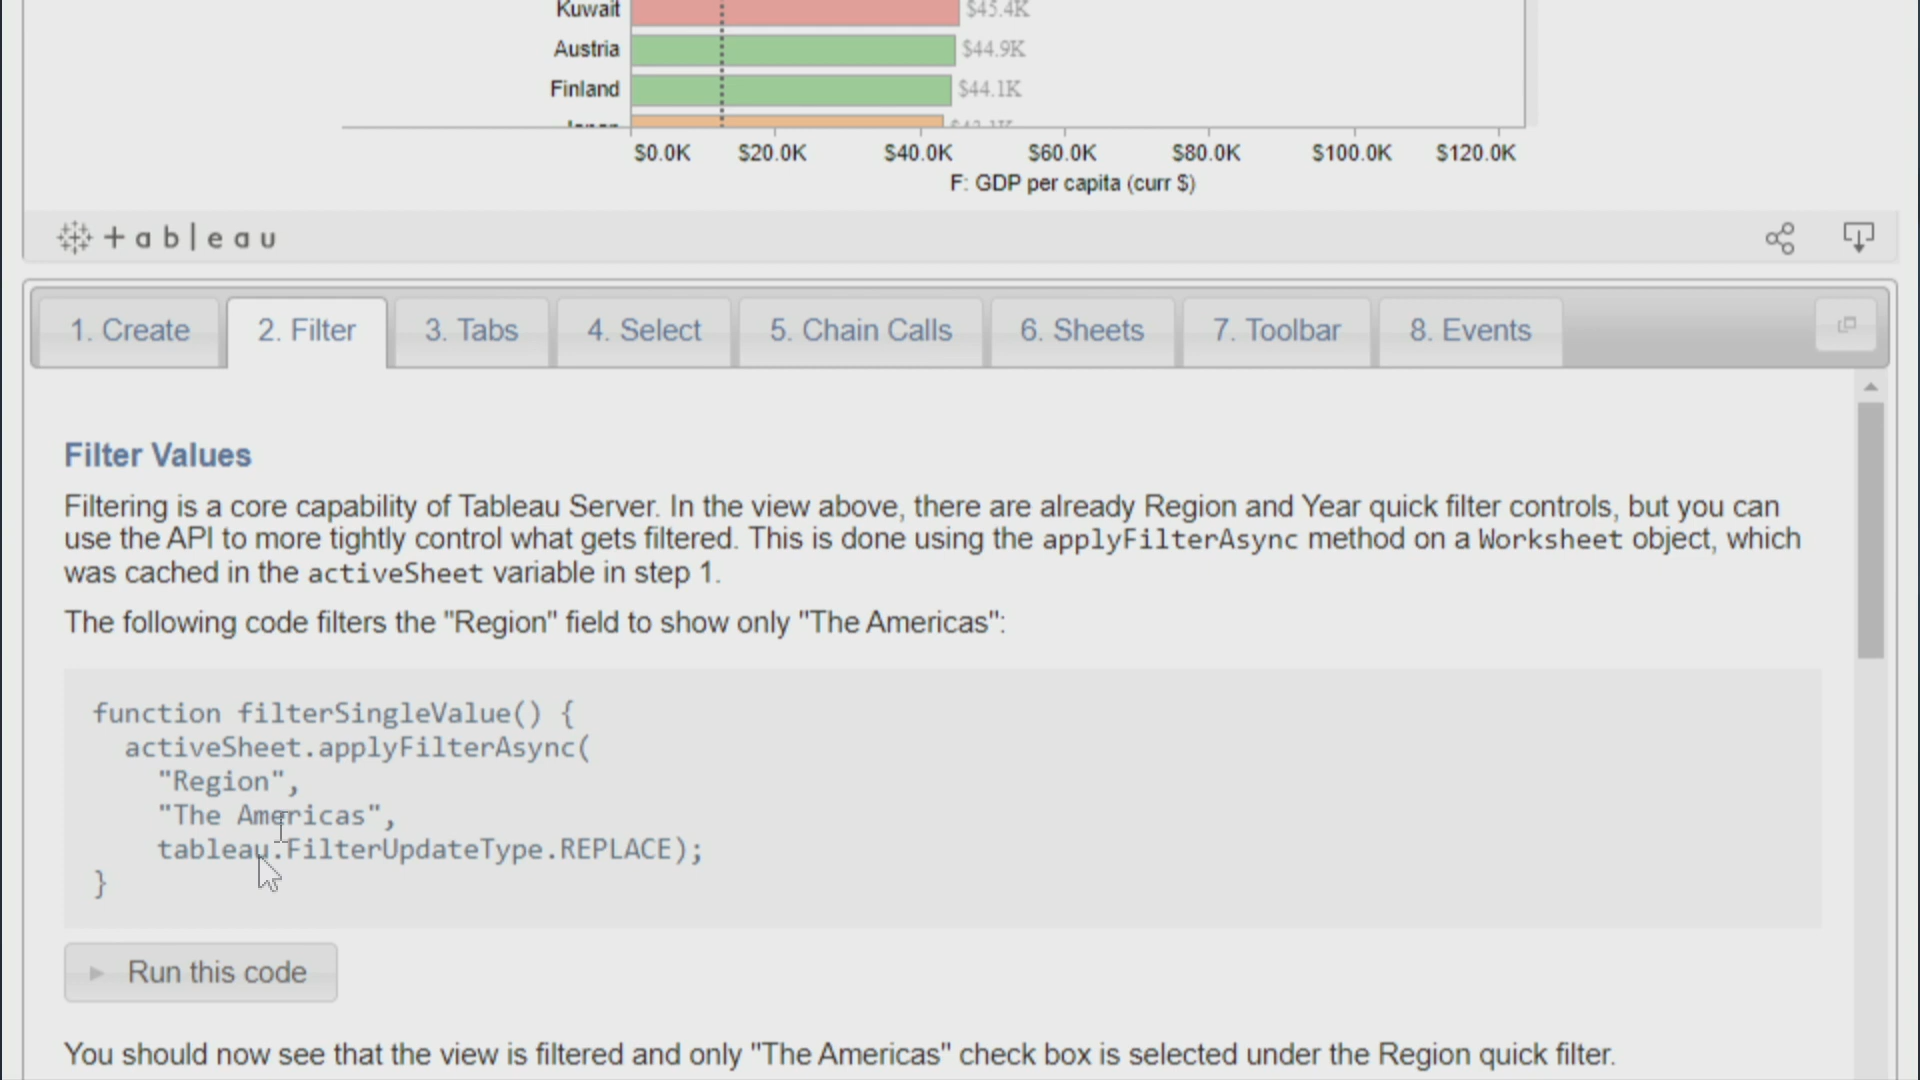 Kuwait $45.4K
Austria $44.9K
Finland $44.1K
$0.0K $20.0K $40.0K $60.0K $80.0K $100.0K $120.0K
F: GDP per capita (curr $)
+ableau
1. Create 2. Filter 3. Tabs 4. Select 5. Chain Calls 6. Sheets 7. Toolbar 8. Events
Filter Values
Filtering is a core capability of Tableau Server. In the view above, there are already Region and Year quick filter controls, but you can
use the API to more tightly control what gets filtered. This is done using the applyFilterAsync method on a Worksheet object, which
was cached in the activeSheet variable in step 1.
The following code filters the "Region" field to show only "The Americas":
function filterSingleValue() {
activeSheet.applyFilterAsync(
"Region",
"The Americas",
tableau.FilterUpdateType.REPLACE);
}
Run this code
You should now see that the view is filtered and only "The Americas" check box is selected under the Region quick filter.